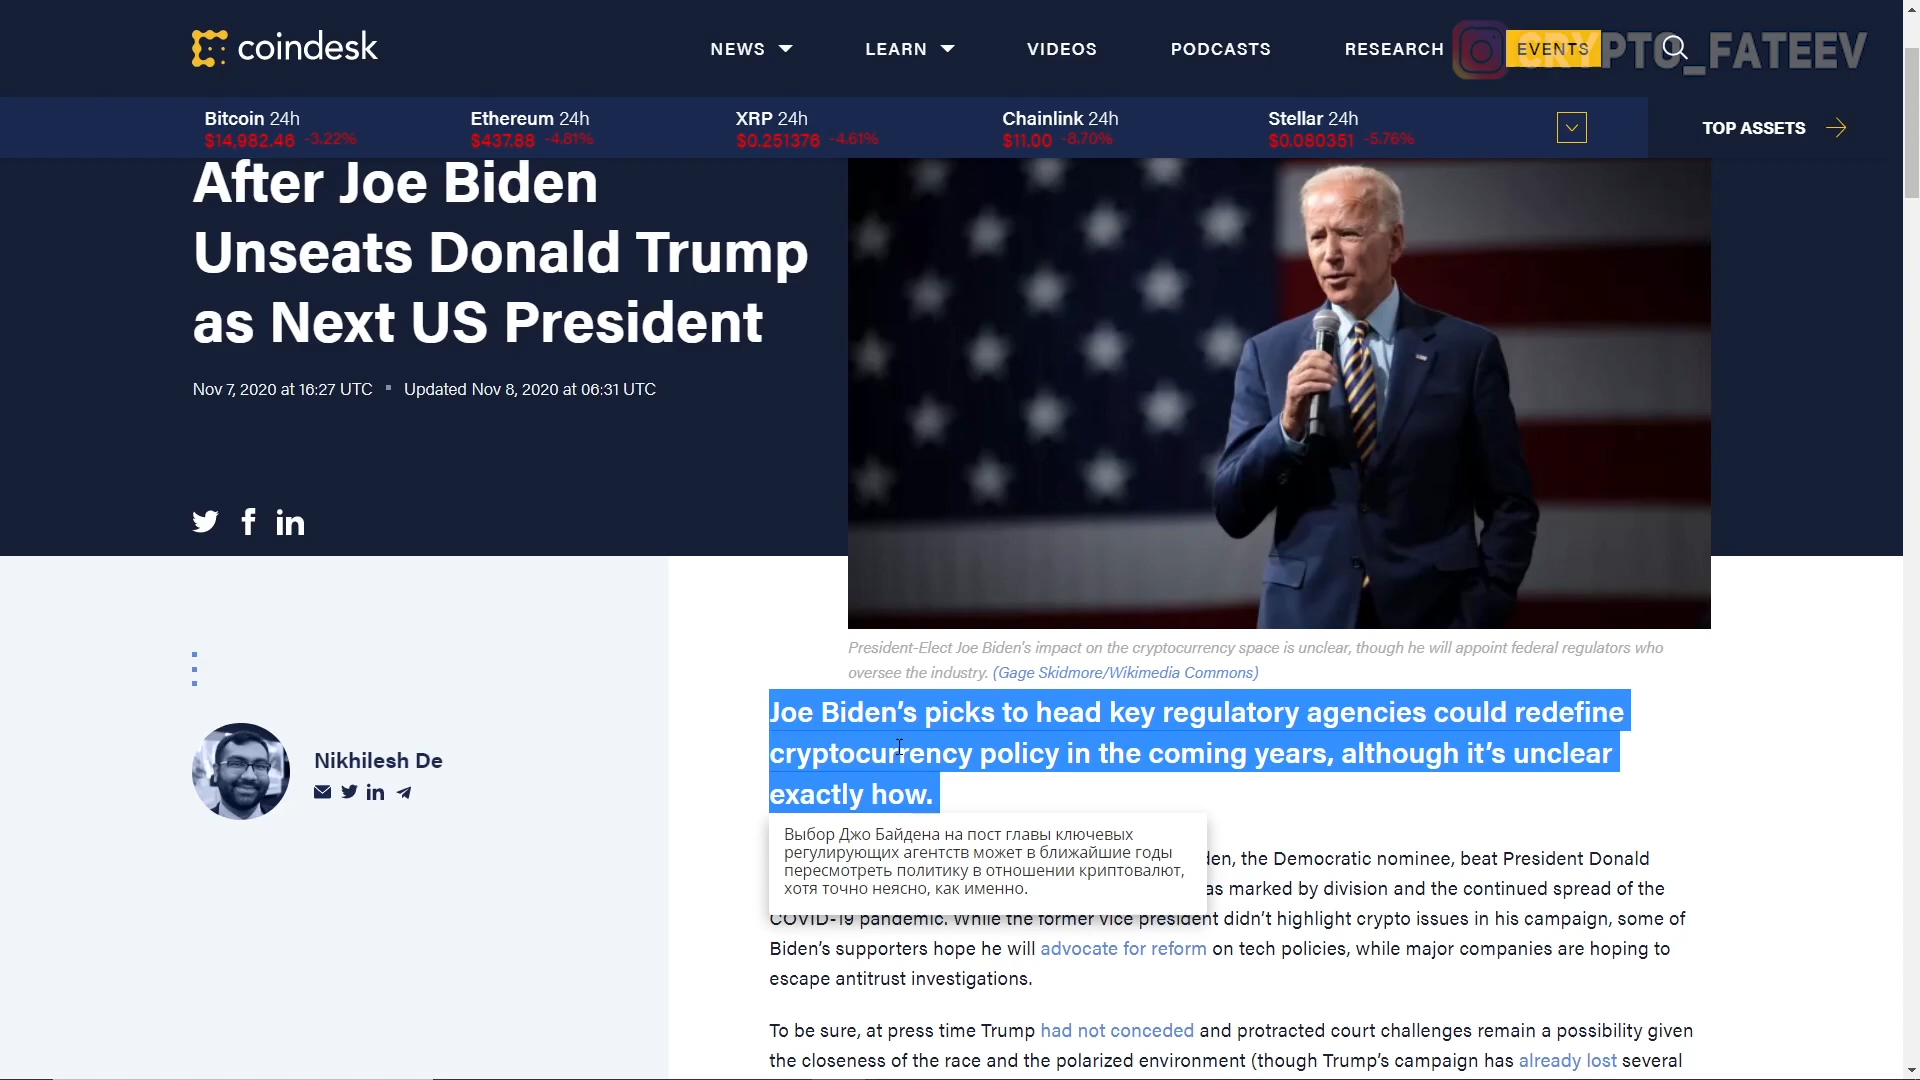 coindesk
NEWS
LEARN
VIDEOS
PODCASTS
RESEARCH
EVENTS
CRYPTO_FATEEV
Bitcoin 24h
$14,982.46 -3.22%
Ethereum 24h
$437.88 -4.81%
XRP 24h
$0.251376 -4.61%
Chainlink 24h
$11.00 -8.70%
Stellar 24h
$0.080351 -5.76%
TOP ASSETS
After Joe Biden
Unseats Donald Trump
as Next US President
Nov 7, 2020 at 16:27 UTC
Updated Nov 8, 2020 at 06:31 UTC
President-Elect Joe Biden's impact on the cryptocurrency space is unclear, though he will appoint federal regulators who
oversee the industry. (Gage Skidmore/Wikimedia Commons)
Nikhilesh De
Joe Biden’s picks to head key regulatory agencies could redefine
cryptocurrency policy in the coming years, although it’s unclear
exactly how.
Выбор Джо Байдена на пост главы ключевых
регулирующих агентств может в ближайшие годы
пересмотреть политику в отношении криптовалют,
хотя точно неясно, как именно.
den, the Democratic nominee, beat President Donald
as marked by division and the continued spread of the
COVID-19 pandemic. While the former vice president didn’t highlight crypto issues in his campaign, some of
Biden’s supporters hope he will advocate for reform on tech policies, while major companies are hoping to
escape antitrust investigations.
To be sure, at press time Trump had not conceded and protracted court challenges remain a possibility given
the closeness of the race and the polarized environment (though Trump’s campaign has already lost several